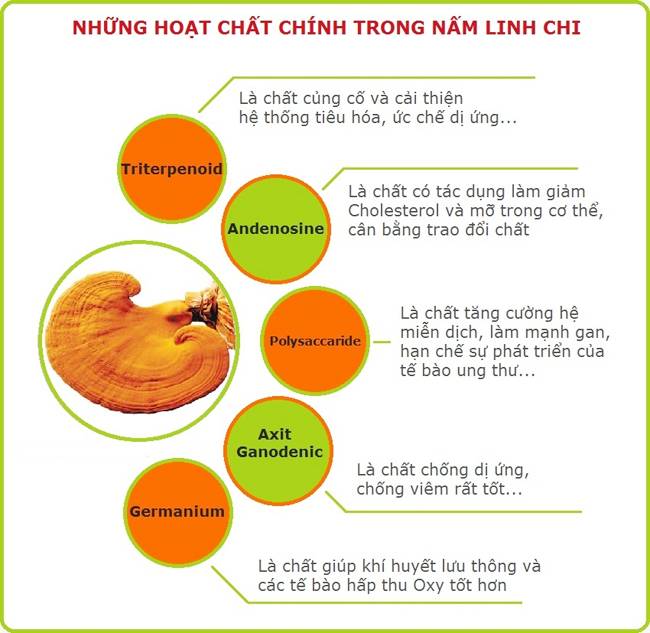 NHỮNG HOẠT CHẤT CHÍNH TRONG NẤM LINH CHI
Triterpenoid
Là chất củng cố và cải thiện
hệ thống tiêu hóa, ức chế dị ứng...
Andenosine
Là chất có tác dụng làm giảm
Cholesterol và mỡ trong cơ thể,
cân bằng trao đổi chất
Polysaccaride
Là chất tăng cường hệ
miễn dịch, làm mạnh gan,
hạn chế sự phát triển của
tế bào ung thư...
Axit
Ganodenic
Là chất chống dị ứng,
chống viêm rất tốt...
Germanium
Là chất giúp khí huyết lưu thông và
các tế bào hấp thu Oxy tốt hơn